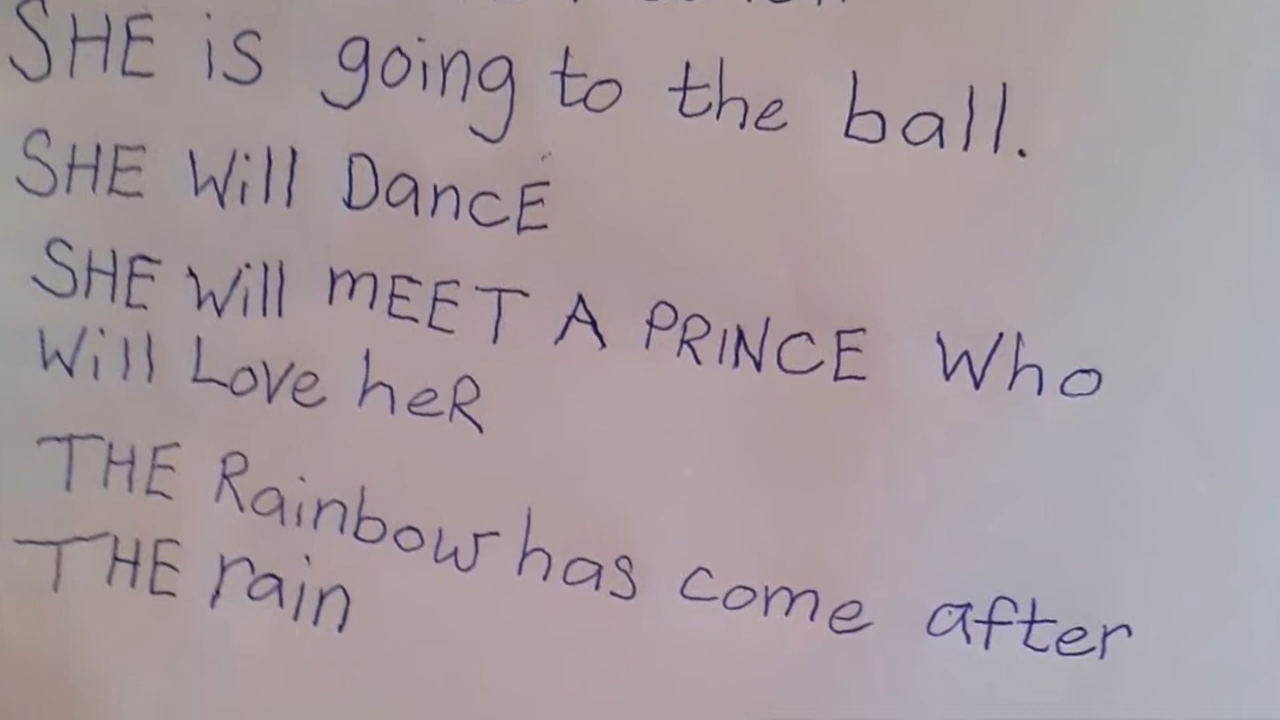 SHE is going to the ball.
SHE Will DancE
SHE Will mEET A PRINCE Who
Will Love heR
THE Rainbow has come after
THE rain